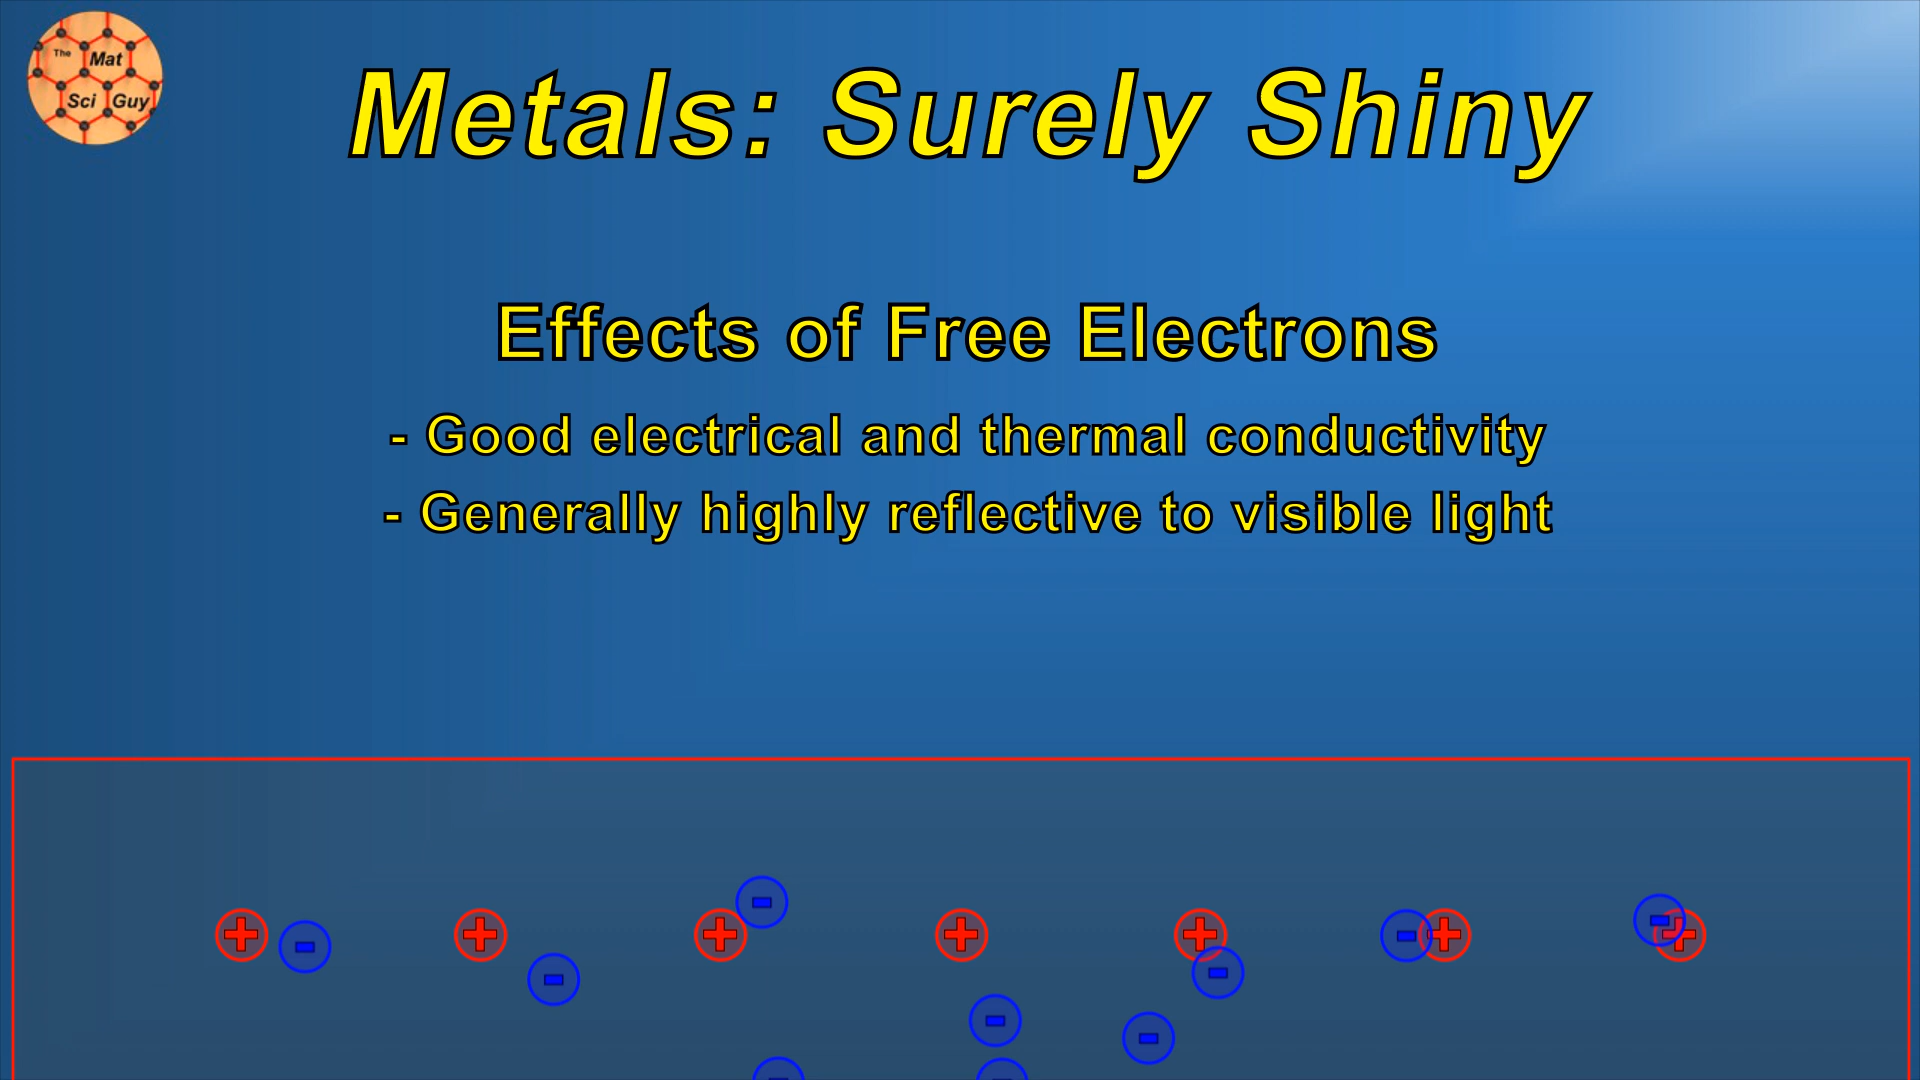 The
Mat
Sci Guy
Metals: Surely Shiny
Effects of Free Electrons
- Good electrical and thermal conductivity
- Generally highly reflective to visible light
+ - + + - + + - + - + -
- - - - -